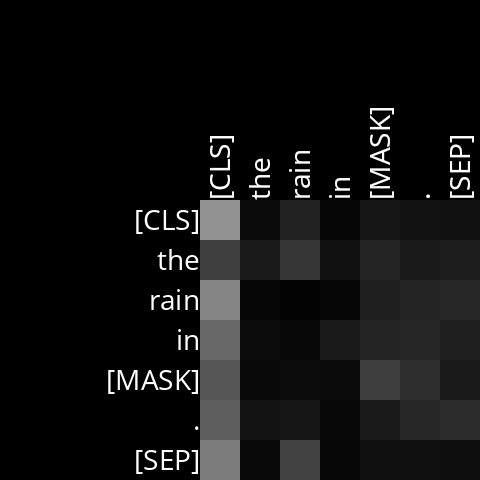 [CLS] the rain in [MASK] . [SEP]
[CLS]
the
rain
in
[MASK]
.
[SEP]